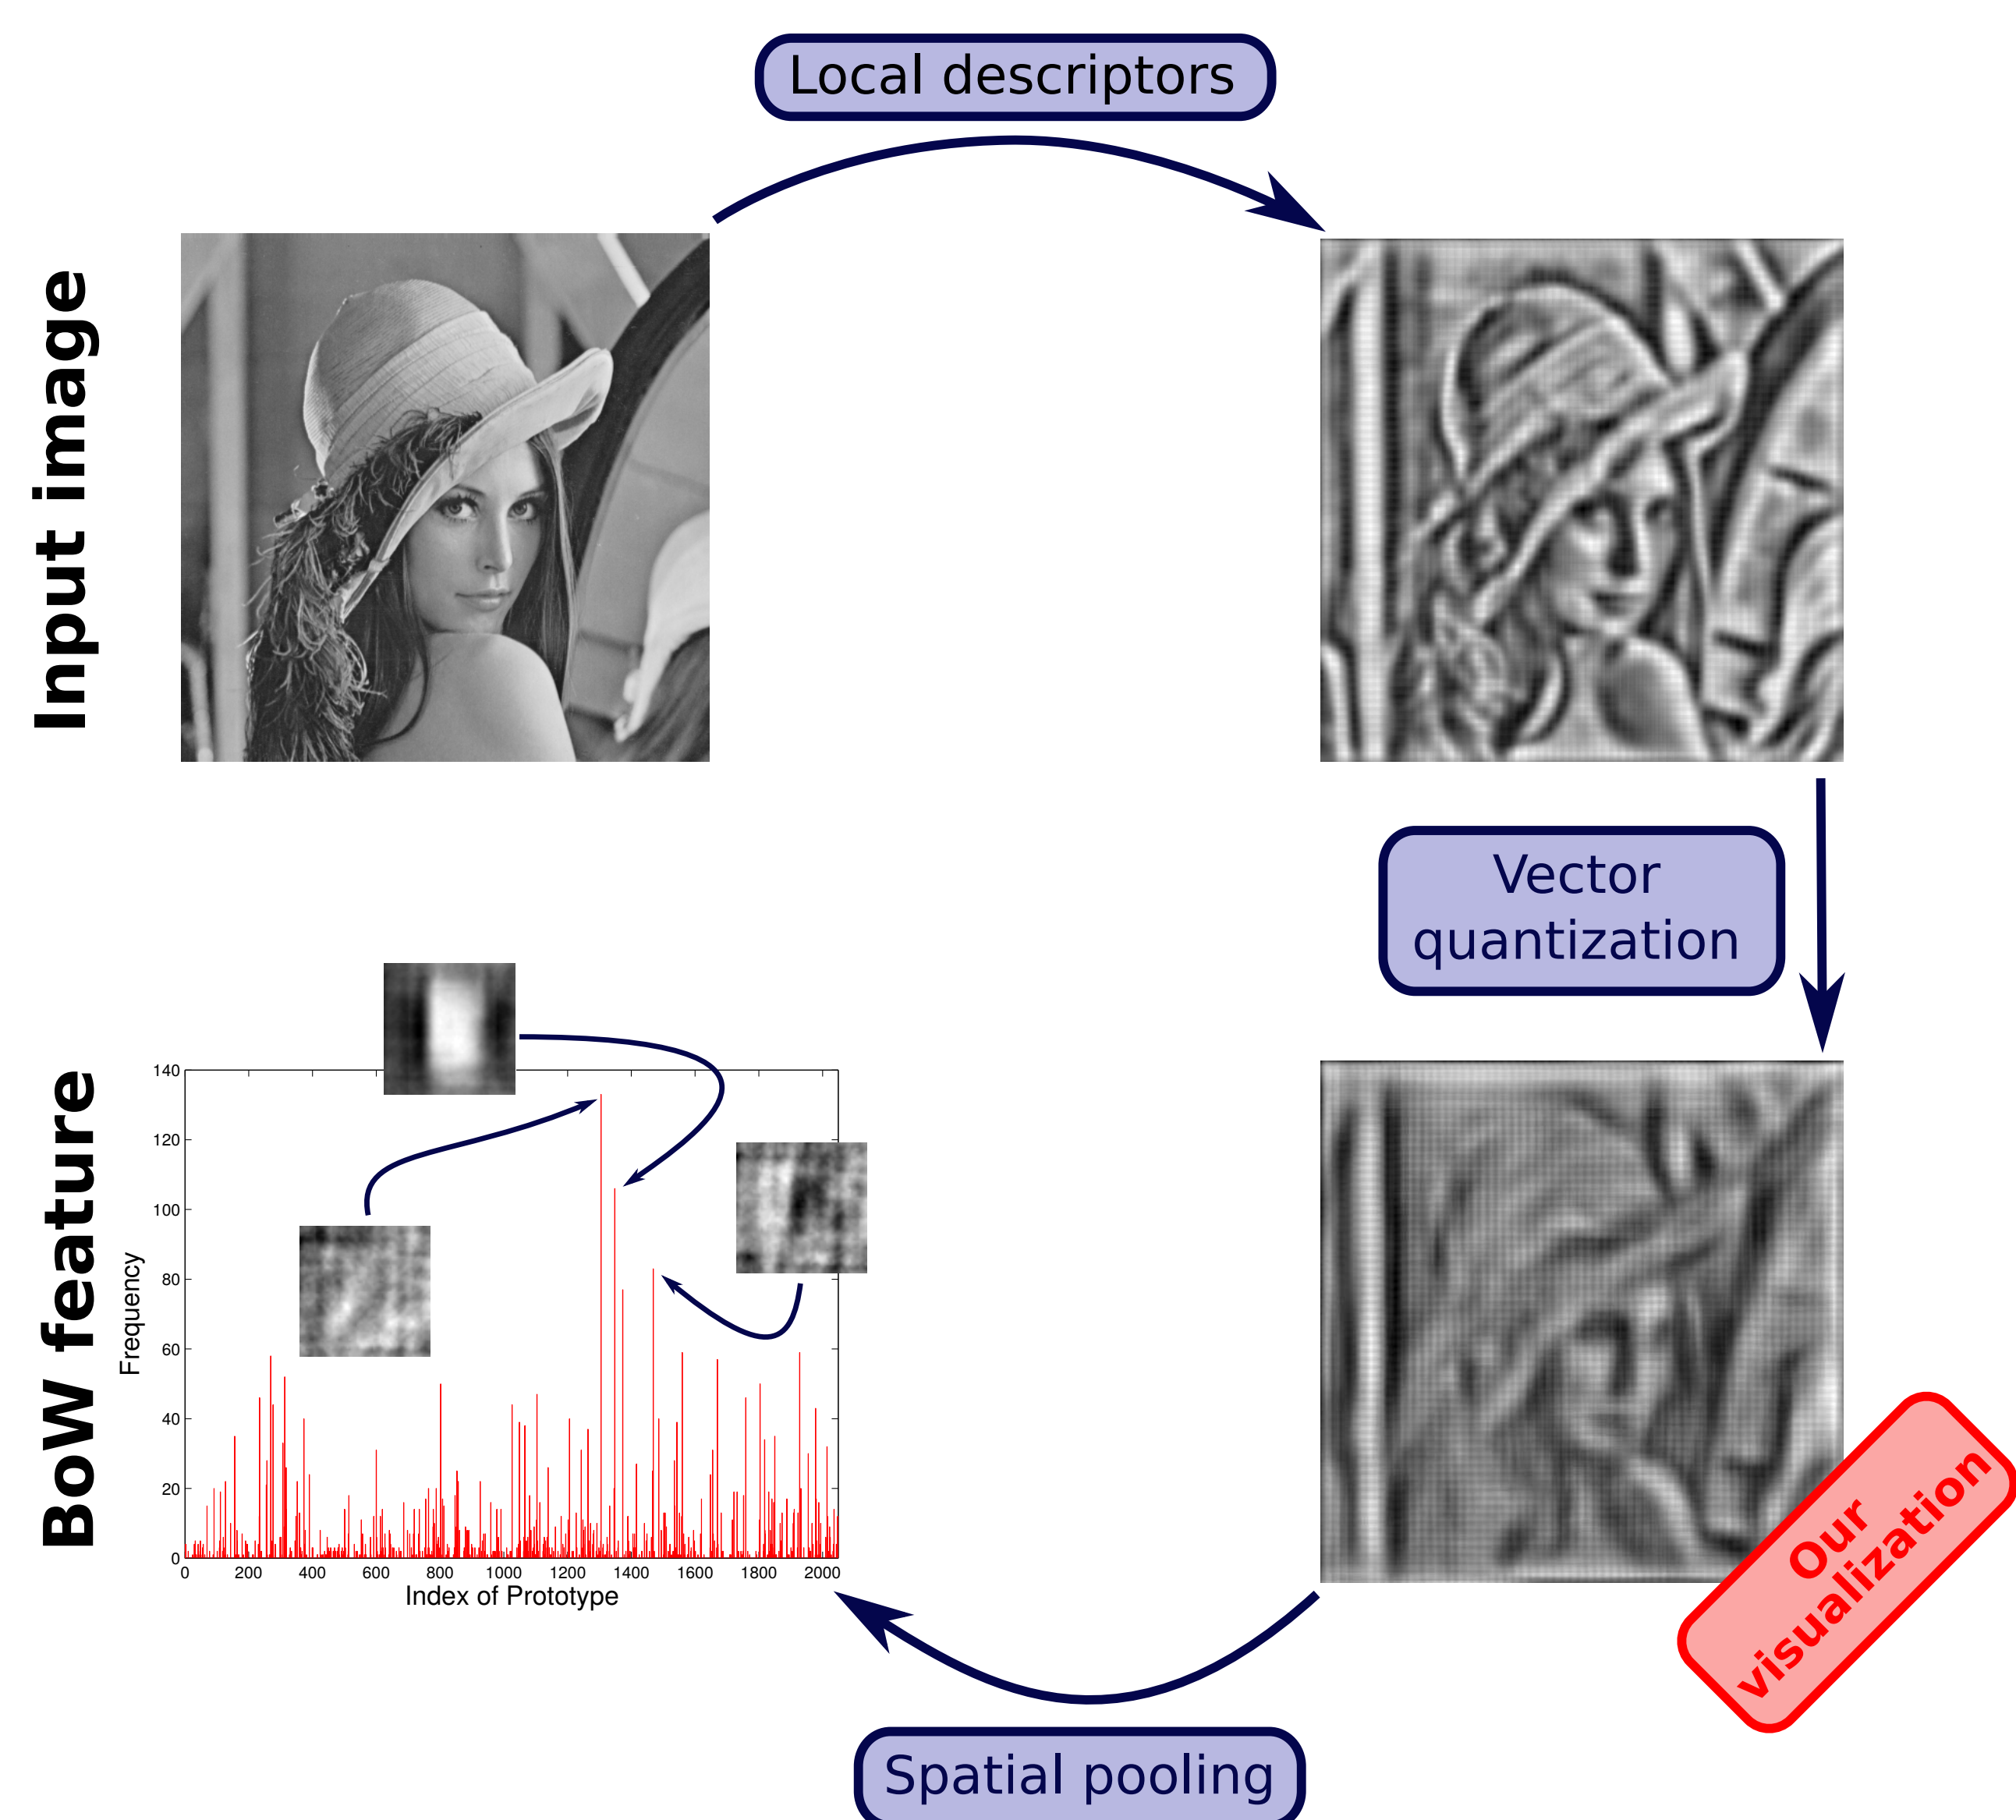 Local descriptors
Input image
Vector
quantization
BoW feature
140
120
100
80
60
40
20
0
Frequency
0 200 400 600 800 1000 1200 1400 1600 1800 2000
Index of Prototype
Our
visualization
Spatial pooling